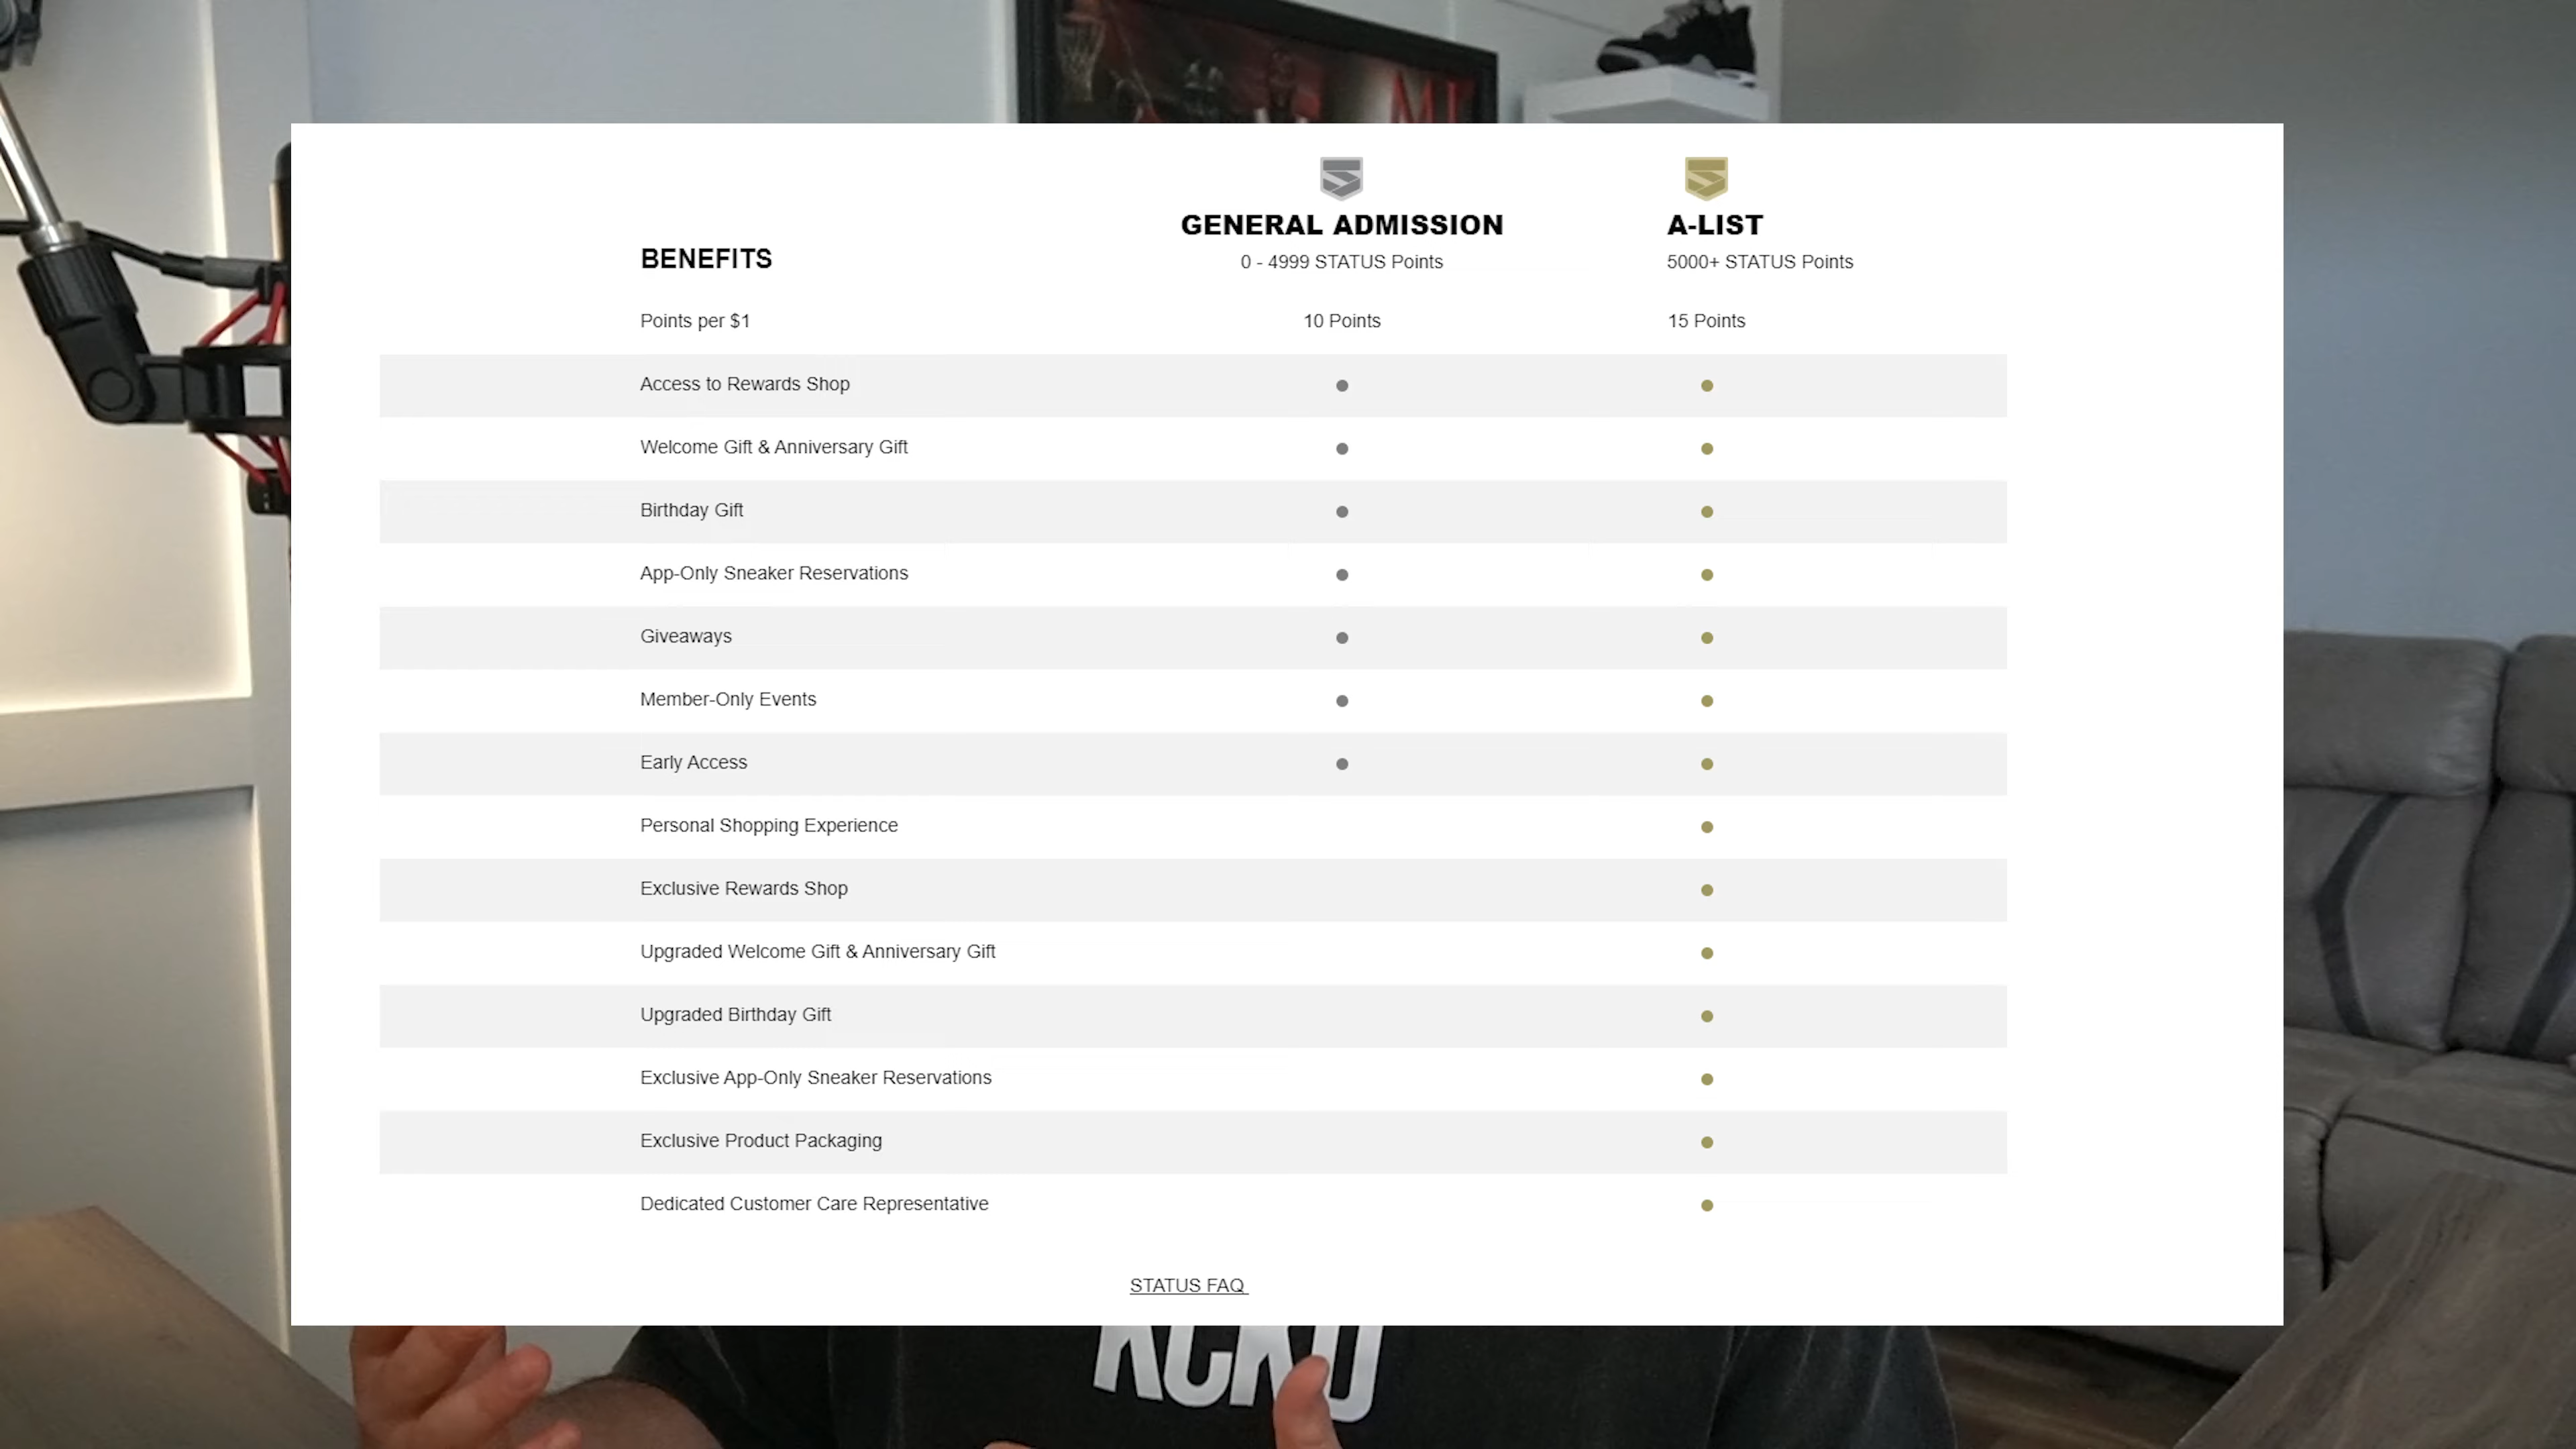 GENERAL ADMISSION
A-LIST
BENEFITS
0 - 4999 STATUS Points
5000+ STATUS Points
Points per $1
10 Points
15 Points
Access to Rewards Shop
Welcome Gift & Anniversary Gift
Birthday Gift
App-Only Sneaker Reservations
Giveaways
Member-Only Events
Early Access
Personal Shopping Experience
Exclusive Rewards Shop
Upgraded Welcome Gift & Anniversary Gift
Upgraded Birthday Gift
Exclusive App-Only Sneaker Reservations
Exclusive Product Packaging
Dedicated Customer Care Representative
STATUS FAQ